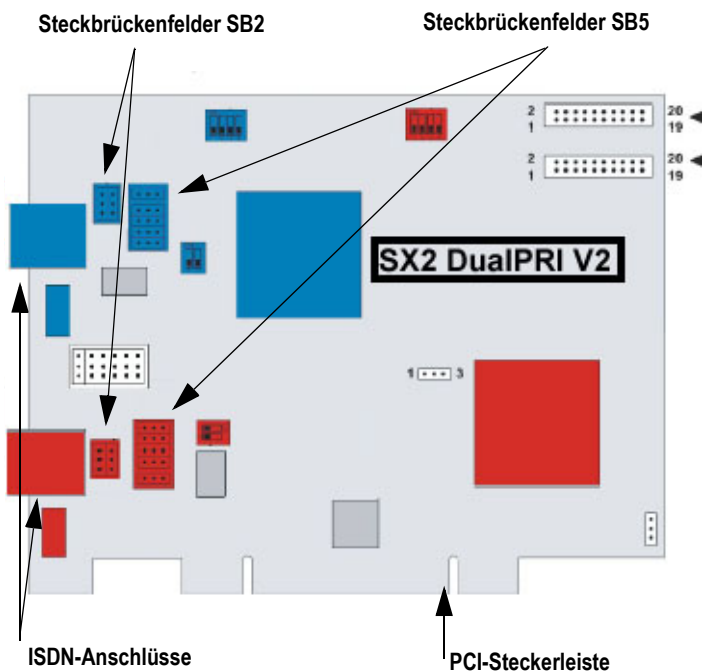 Steckbrückenfelder SB2
Steckbrückenfelder SB5
2 20
1 19
2 20
1 19
SX2 DualPRI V2
1 3
ISDN-Anschlüsse
PCI-Steckerleiste